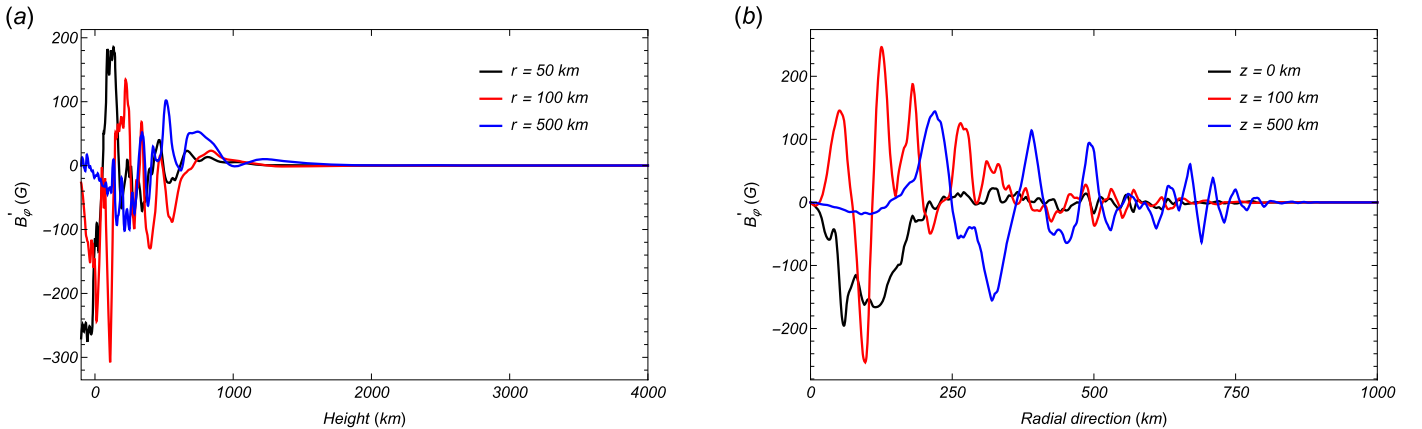 (a)
200
100
0
−100
−200
−300
B'φ (G)
r = 50 km
r = 100 km
r = 500 km
0
1000
2000
3000
4000
Height (km)
(b)
200
100
0
−100
−200
B'φ (G)
z = 0 km
z = 100 km
z = 500 km
0
250
500
750
1000
Radial direction (km)